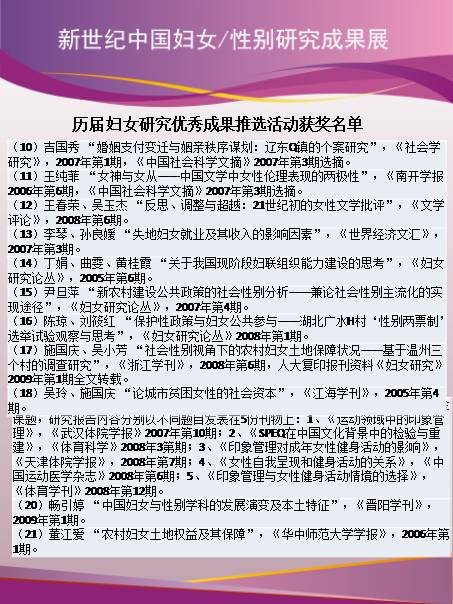 新世纪中国妇女/性别研究成果展
历届妇女研究优秀成果推选活动获奖名单
（10）吉国秀 “婚姻支付变迁与姻亲秩序谋划：辽东Q镇的个案研究”，《社会学
研究》，2007年第1期，《中国社会科学文摘》2007年第3期选摘。
（11）王纯菲 “女神与女从——中国文学中女性伦理表现的两极性”，《南开学报
2006年第6期，《中国社会科学文摘》2007年第3期选摘。
（12）王春荣、吴玉杰 “反思、调整与超越：21世纪初的女性文学批评”，《文学
评论》，2008年第6期。
（13）李琴、孙良媛 “失地妇女就业及其收入的影响因素”，《世界经济文汇》，
2007年第3期。
（14）丁娟、曲雯、黄桂霞 “关于我国现阶段妇联组织能力建设的思考”，《妇女
研究论丛》，2005年第6期。
（15）尹旦萍 “新农村建设公共政策的社会性别分析——兼论社会性别主流化的实
现途径”，《妇女研究论丛》，2007年第4期。
（16）陈琼、刘筱红 “保护性政策与妇女公共参与——湖北广水H村‘性别两票制’
选举试验观察与思考”，《妇女研究论丛》2008年第1期。
（17）施国庆、吴小芳 “社会性别视角下的农村妇女土地保障状况——基于温州三
个村的调查研究”，《浙江学刊》，2008年第6期，人大复印报刊资料《妇女研究》
2009年第1期全文转载。
（18）吴玲、施国庆 “论城市贫困女性的社会资本”，《江海学刊》，2005年第4
期。
课题，研究报告内容分别以不同题目发表在5份刊物上：1、《运动领域中的印象管
理》，《武汉体院学报》2007年第10期；2、《SPEQ在中国文化背景中的检验与重
建》，《体育科学》2008年第3期；3、《印象管理对成年女性健身活动的影响》，
《天津体院学报》，2008年第7期；4、《女性自我呈现和健身活动的关系》，《中
国运动医学杂志》2008年第6期；5、《印象管理与女性健身活动情境的选择》，
《体育学刊》2008年第12期。
（20）畅引婷 “中国妇女与性别学科的发展演变及本土特征”，《晋阳学刊》，
2009年第1期。
（21）董江爱 “农村妇女土地权益及其保障”，《华中师范大学学报》，2006年第
1期。